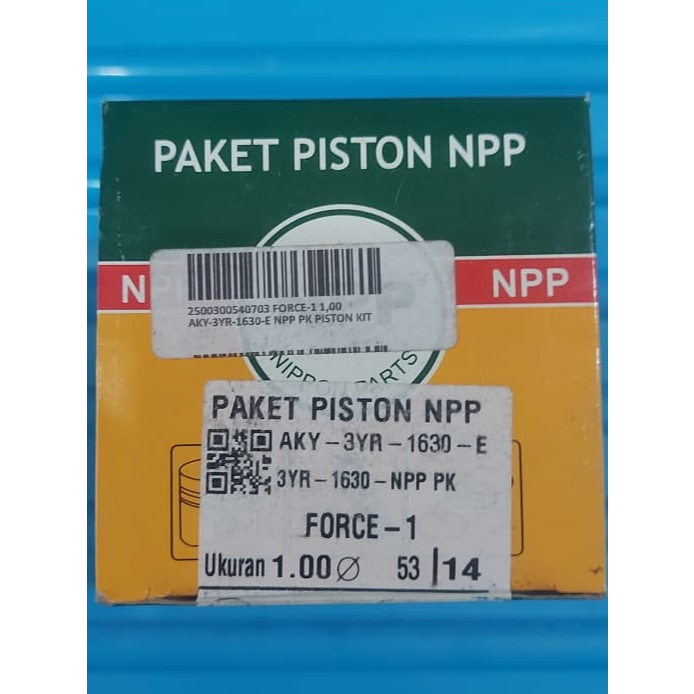 PAKET PISTON NPP
NPP
2500300540703 FORCE-1 1,00
AKY-3YR-1630-E NPP PK PISTON KIT
NIPPON PARTS
PAKET PISTON NPP
AKY-3YR-1630-E
3YR-1630-NPP PK
FORCE-1
Ukuran 1.00 ∅ 53 | 14